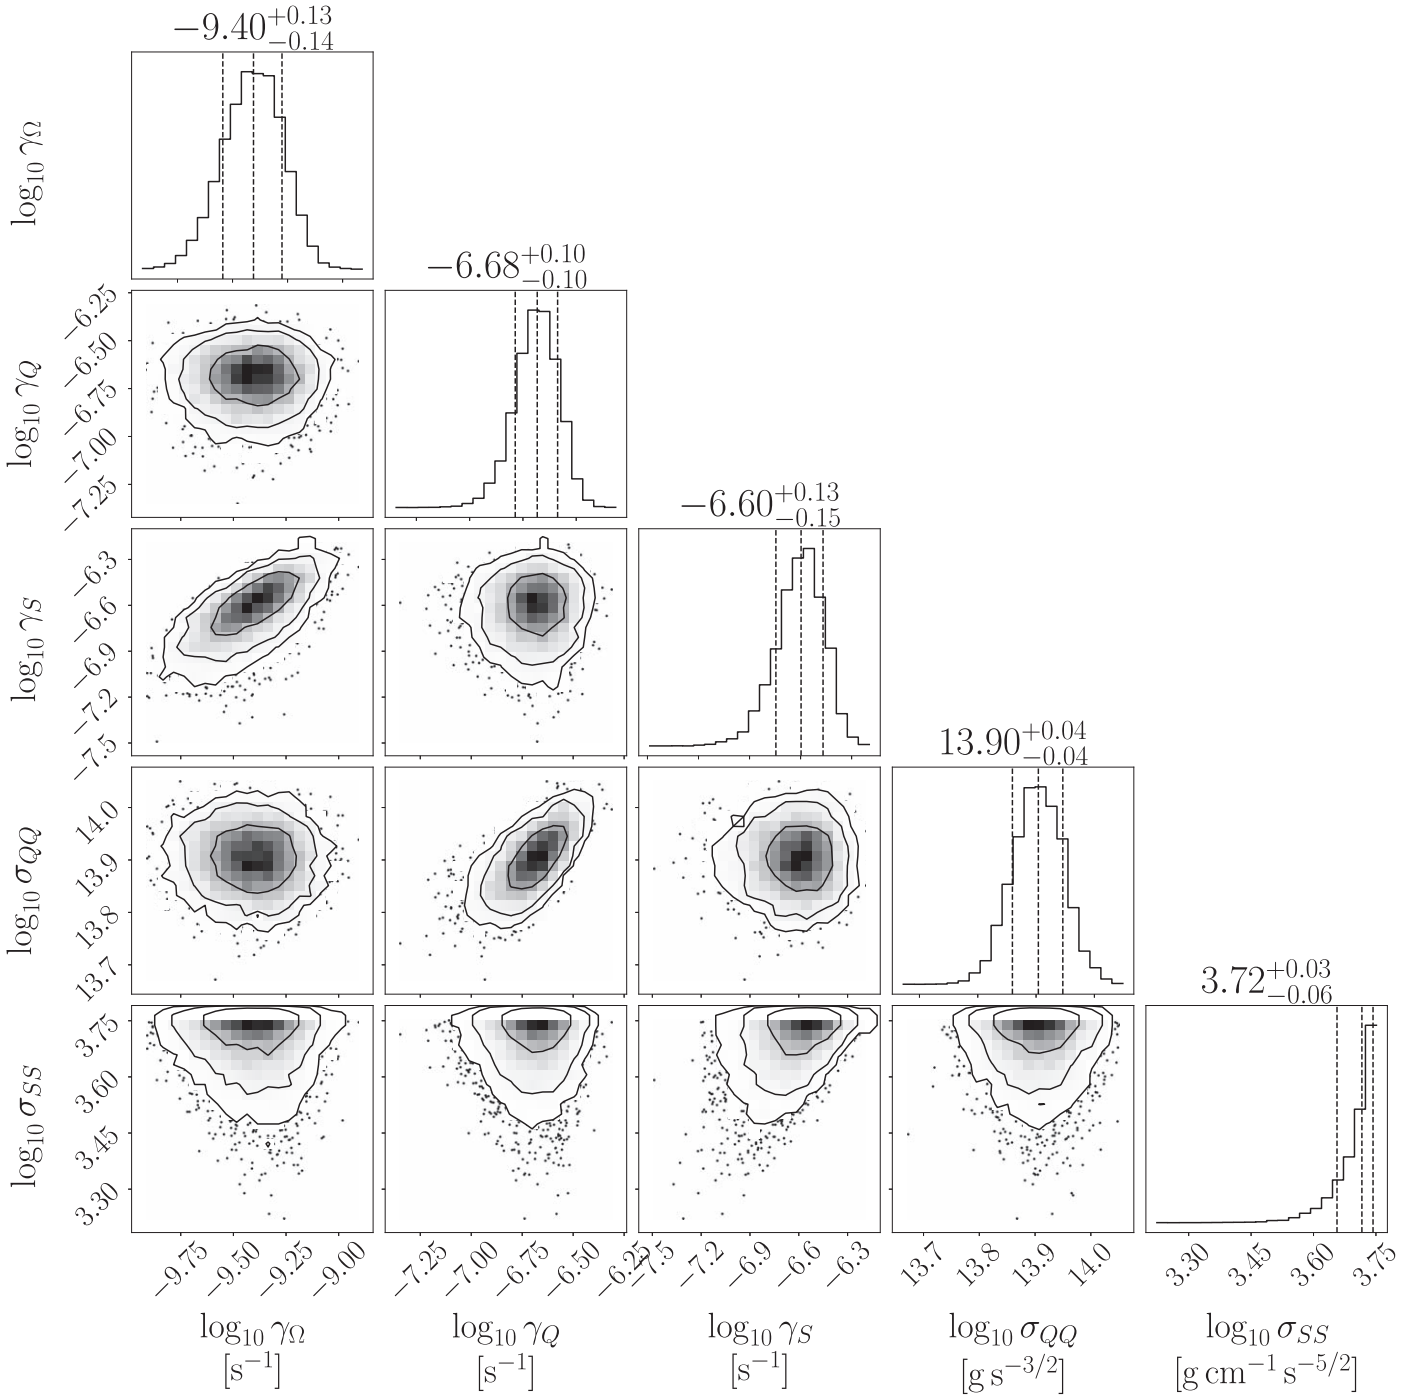 −9.40 +0.13 −0.14
log10 γΩ
−6.68 +0.10 −0.10
−6.25
−6.50
−6.75
−7.00
−7.25
log10 γQ
−6.60 +0.13 −0.15
−6.3
−6.6
−6.9
−7.2
−7.5
log10 γS
13.90 +0.04 −0.04
14.0
13.9
13.8
13.7
log10 σQQ
3.72 +0.03 −0.06
3.75
3.60
3.45
3.30
log10 σSS
−9.75 −9.50 −9.25 −9.00 −7.25 −7.00 −6.75 −6.50 −6.25 −7.5 −7.2 −6.9 −6.6 −6.3 13.7 13.8 13.9 14.0 3.30 3.45 3.60 3.75
log10 γΩ log10 γQ log10 γS log10 σQQ log10 σSS
[s−1] [s−1] [s−1] [g s−3/2] [g cm−1 s−5/2]